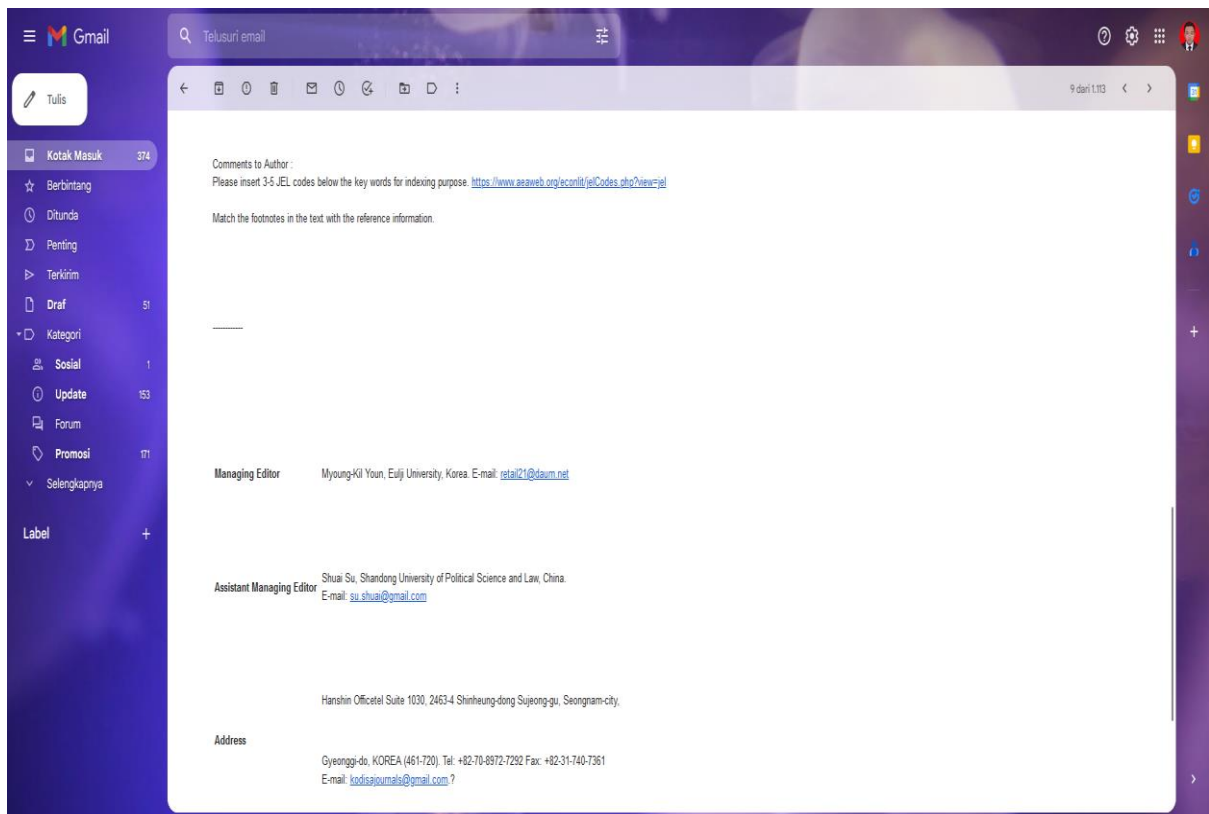 Gmail
Telusuri email
Tulis
9 dari 1.113
Kotak Masuk 374
Berbintang
Ditunda
Penting
Terkirim
Draf 51
Kategori
Sosial 1
Update 153
Forum
Promosi 171
Selengkapnya
Label
Comments to Author :
Please insert 3-5 JEL codes below the key words for indexing purpose. https://www.aeaweb.org/econlit/jelCodes.php?view=jel
Match the footnotes in the text with the reference information.
-----------
Managing Editor Myoung-Kil Youn, Eulji University, Korea. E-mail: retail21@daum.net
Assistant Managing Editor Shuai Su, Shandong University of Political Science and Law, China.
E-mail: su.shuai@gmail.com
Hanshin Officetel Suite 1030, 2463-4 Shinheung-dong Sujeong-gu, Seongnam-city,
Address
Gyeonggi-do, KOREA (461-720). Tel: +82-70-8972-7292 Fax: +82-31-740-7361
E-mail: kodisajournals@gmail.com,?